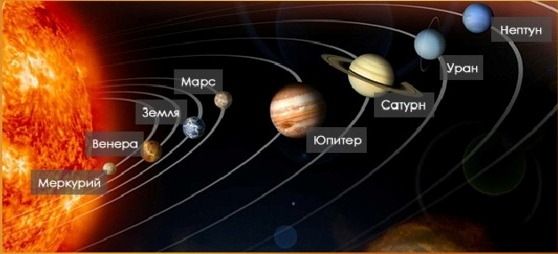 Нептун
Уран
Марс
Сатурн
Земля
Юпитер
Венера
Меркурий